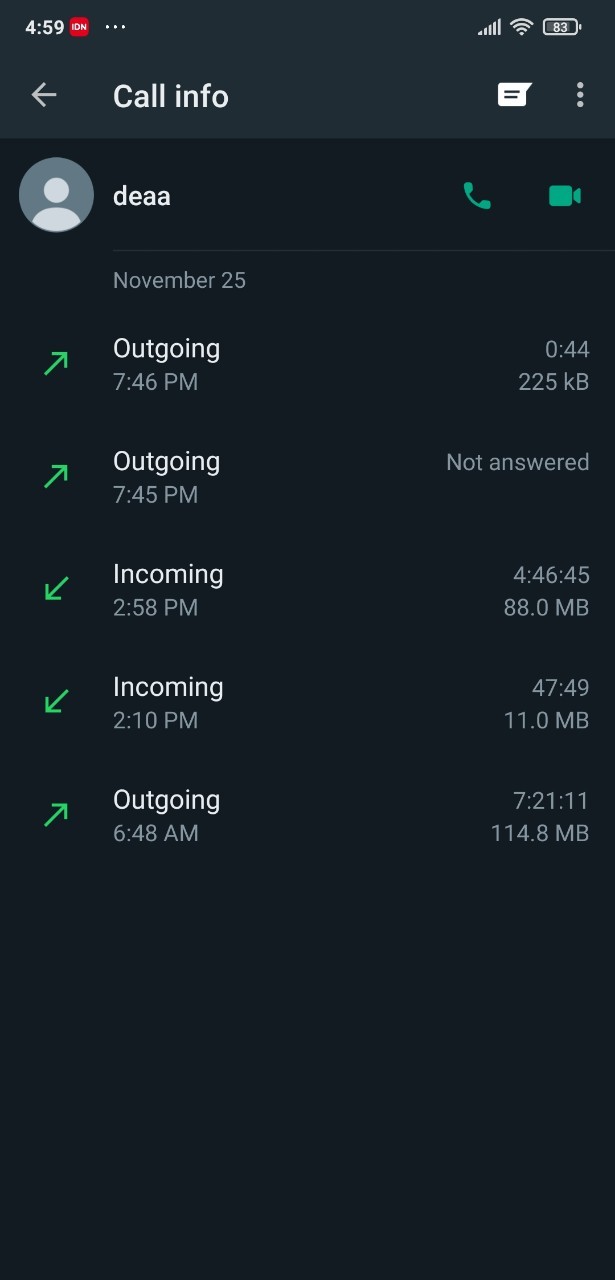 4:59 IDN ... 83
Call info
deaa
November 25
Outgoing 0:44
7:46 PM 225 kB
Outgoing Not answered
7:45 PM
Incoming 4:46:45
2:58 PM 88.0 MB
Incoming 47:49
2:10 PM 11.0 MB
Outgoing 7:21:11
6:48 AM 114.8 MB